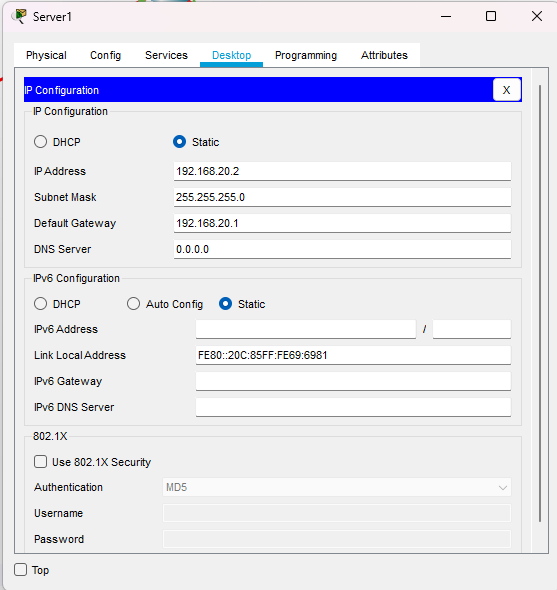 Server1
Physical Config Services Desktop Programming Attributes
IP Configuration X
IP Configuration
DHCP Static
IP Address 192.168.20.2
Subnet Mask 255.255.255.0
Default Gateway 192.168.20.1
DNS Server 0.0.0.0
IPv6 Configuration
DHCP Auto Config Static
IPv6 Address /
Link Local Address FE80::20C:85FF:FE69:6981
IPv6 Gateway
IPv6 DNS Server
802.1X
Use 802.1X Security
Authentication MD5
Username
Password
Top